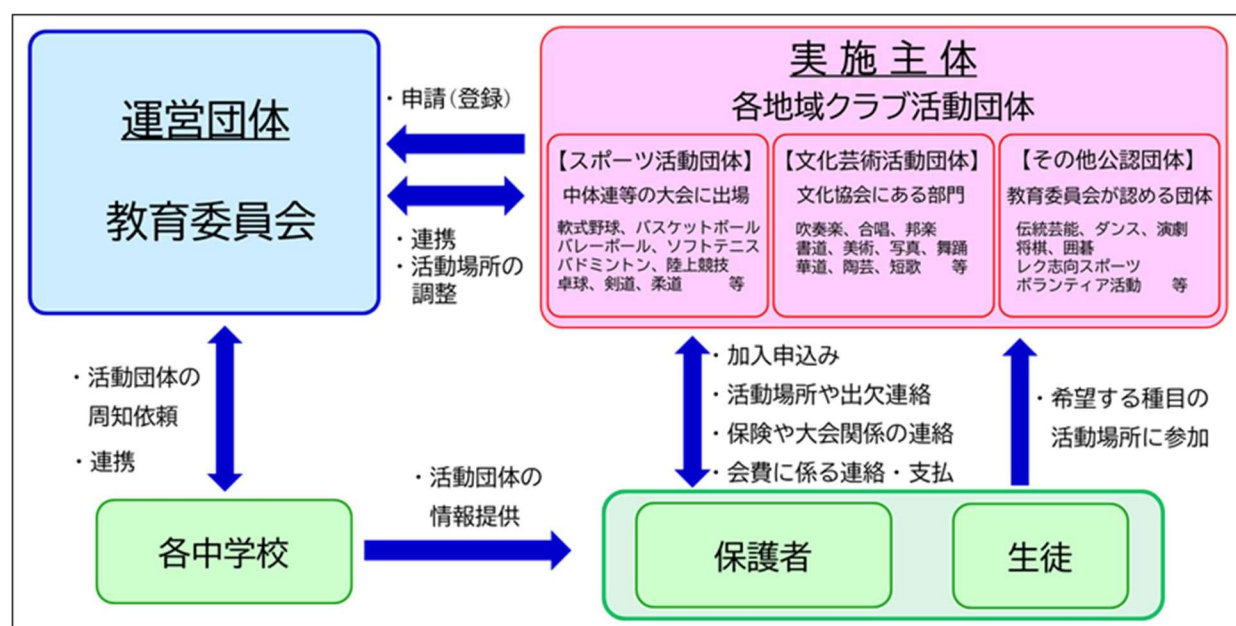 運営団体
教育委員会
・申請(登録)
・連携
・活動場所の
調整
実施主体
各地域クラブ活動団体
【スポーツ活動団体】
中体連等の大会に出場
軟式野球、バスケットボール
バレーボール、ソフトテニス
バドミントン、陸上競技
卓球、剣道、柔道　等
【文化芸術活動団体】
文化協会にある部門
吹奏楽、合唱、邦楽
書道、美術、写真、舞踊
華道、陶芸、短歌　等
【その他公認団体】
教育委員会が認める団体
伝統芸能、ダンス、演劇
将棋、囲碁
レク志向スポーツ
ボランティア活動　等
・活動団体の
周知依頼
・連携
・加入申込み
・活動場所や出欠連絡
・保険や大会関係の連絡
・会費に係る連絡・支払
・希望する種目の
活動場所に参加
各中学校
・活動団体の
情報提供
保護者
生徒